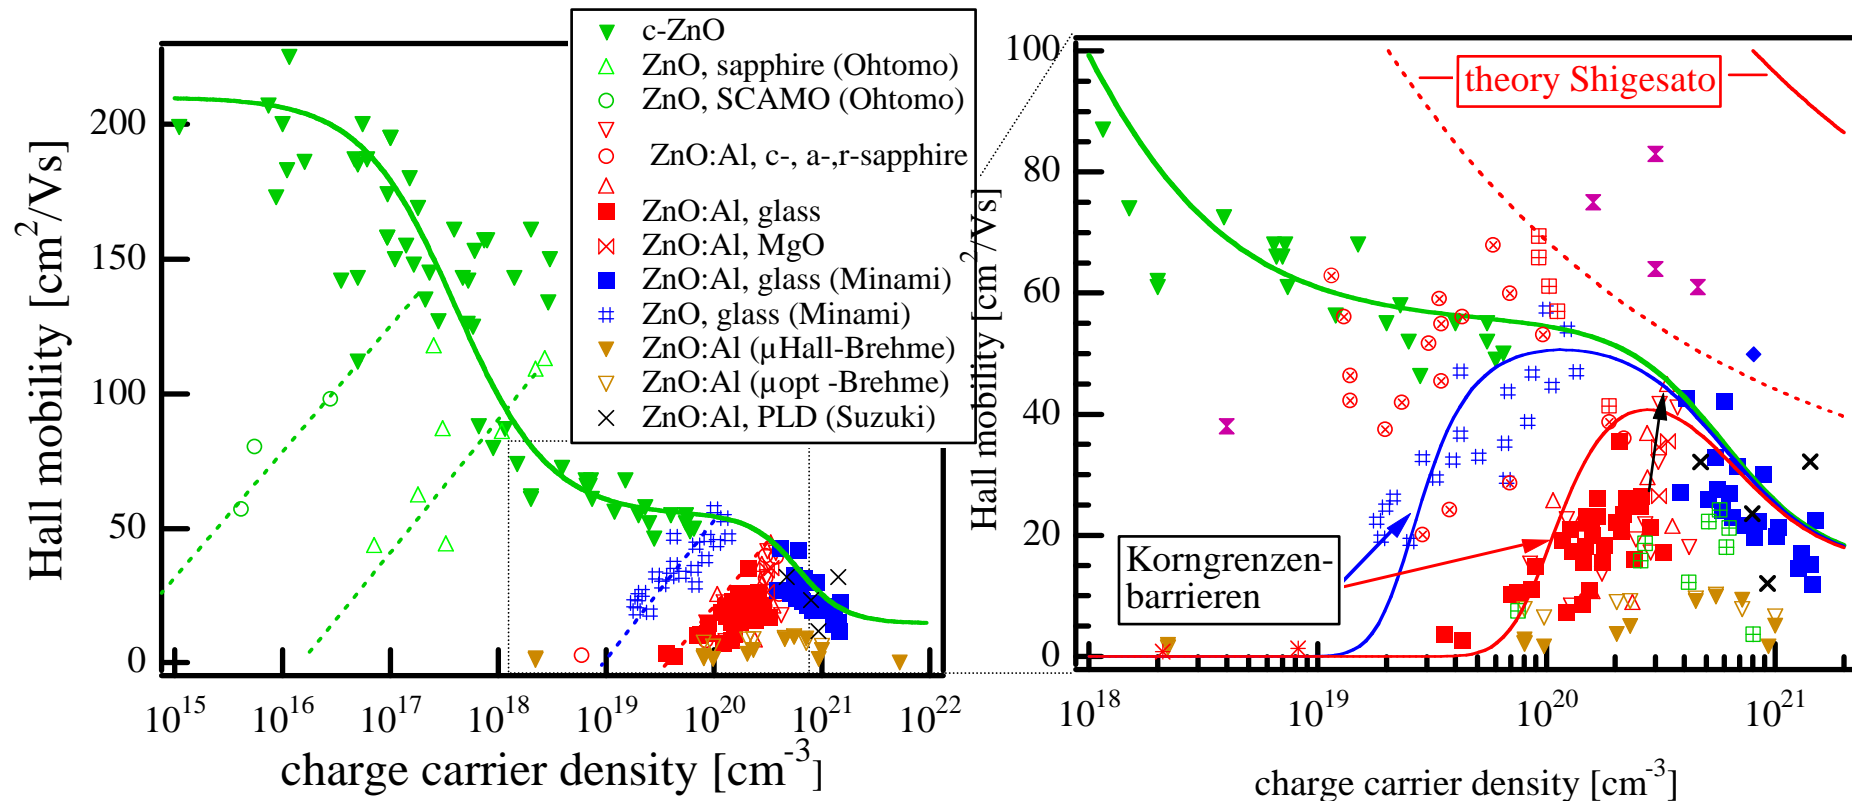 Hall mobility [cm²/Vs]
200
150
100
50
0
10¹⁵ 10¹⁶ 10¹⁷ 10¹⁸ 10¹⁹ 10²⁰ 10²¹ 10²²
charge carrier density [cm⁻³]
c-ZnO
ZnO, sapphire (Ohtomo)
ZnO, SCAMO (Ohtomo)
ZnO:Al, c-, a-,r-sapphire
ZnO:Al, glass
ZnO:Al, MgO
ZnO:Al, glass (Minami)
ZnO, glass (Minami)
ZnO:Al (µHall-Brehme)
ZnO:Al (µopt -Brehme)
ZnO:Al, PLD (Suzuki)
Hall mobility [cm²/Vs]
100
80
60
40
20
0
theory Shigesato
Korngrenzen-
barrieren
10¹⁸ 10¹⁹ 10²⁰ 10²¹
charge carrier density [cm⁻³]